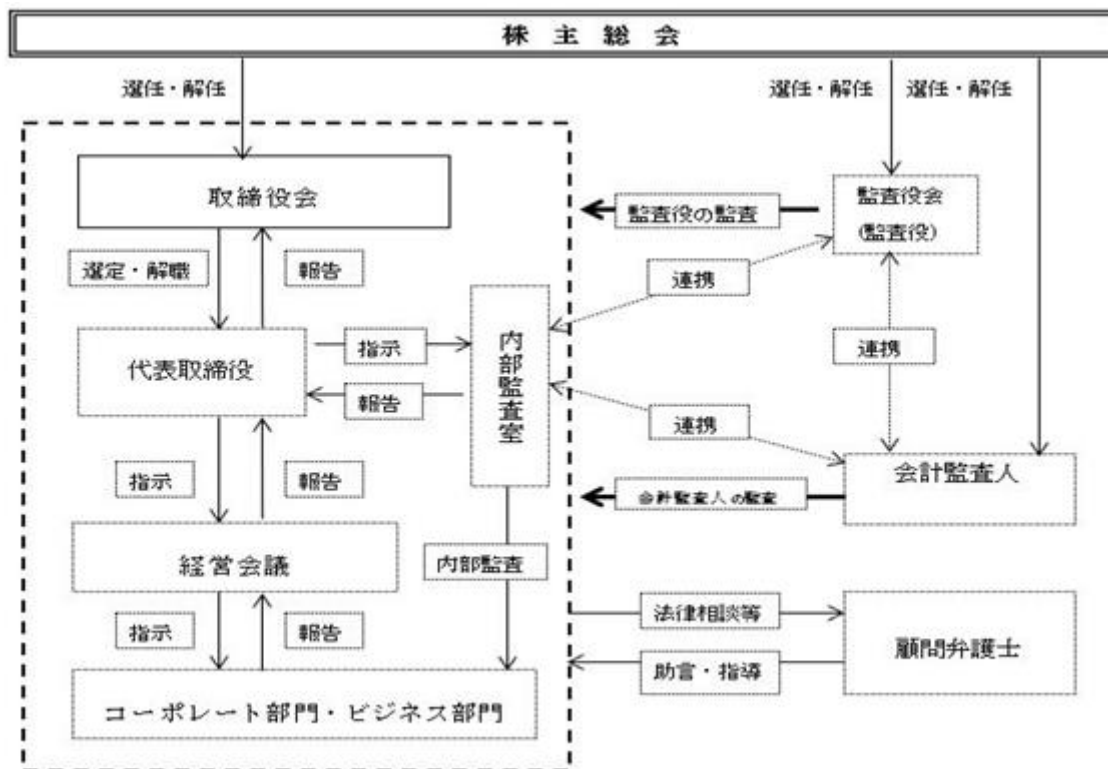 株主総会
選任・解任
選任・解任
選任・解任
取締役会
監査役会
(監査役)
監査役の監査
選定・解職
報告
連携
内部監査室
代表取締役
指示
報告
連携
連携
指示
報告
会計監査人
会計監査人の監査
経営会議
内部監査
指示
報告
法律相談等
顧問弁護士
助言・指導
コーポレート部門・ビジネス部門